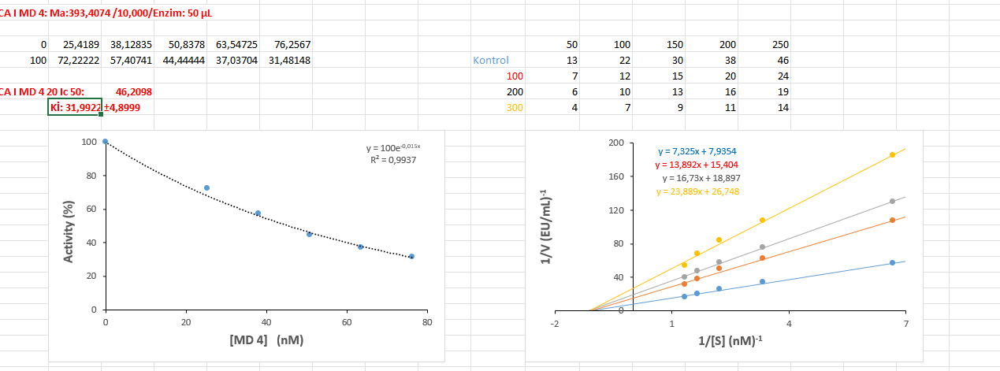 CA I MD 4: Ma:393,4074 /10,000/Enzim: 50 µL
0 25,4189 38,12835 50,8378 63,54725 76,2567
100 72,22222 57,40741 44,44444 37,03704 31,48148
CA I MD 4 20 Ic 50: 46,2098
Kİ: 31,9922 ±4,8999
50 100 150 200 250
Kontrol 13 22 30 38 46
100 7 12 15 20 24
200 6 10 13 16 19
300 4 7 9 11 14
y = 100e^-0,015x
R² = 0,9937
100
80
60
40
20
0
0 20 40 60 80
Activity (%)
[MD 4] (nM)
y = 7,325x + 7,9354
y = 13,892x + 15,404
y = 16,73x + 18,897
y = 23,889x + 26,748
200
160
120
80
40
0
-2 1 4 7
1/V (EU/mL)⁻¹
1/[S] (nM)⁻¹